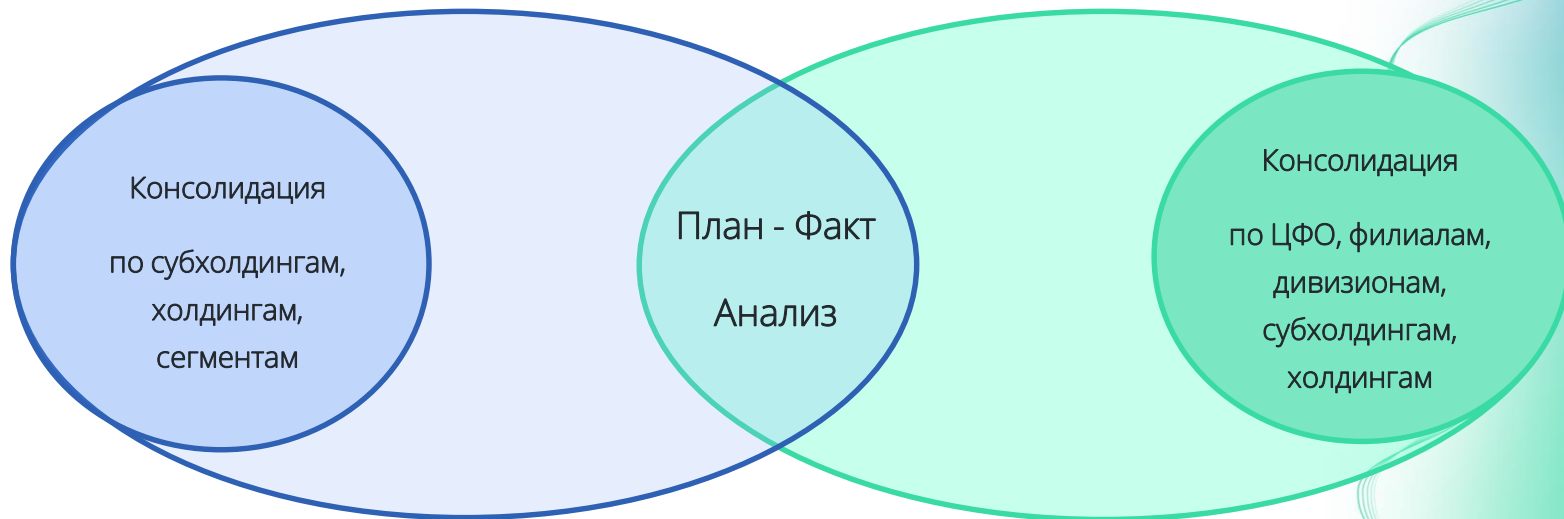 Консолидация
по субхолдингам,
холдингам,
сегментам
План - Факт
Анализ
Консолидация
по ЦФО, филиалам,
дивизионам,
субхолдингам,
холдингам